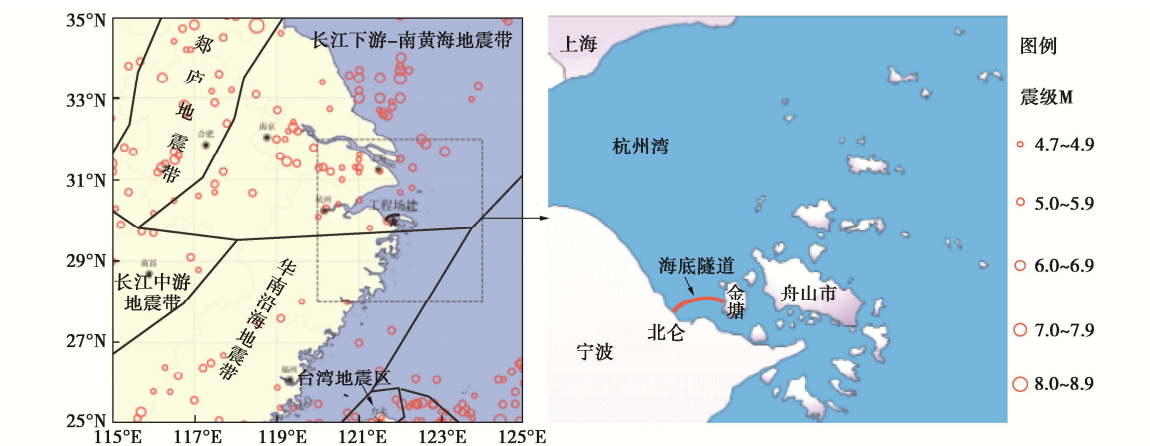 35°N
33°N
31°N
29°N
27°N
25°N
115°E
117°E
119°E
121°E
123°E
125°E
长江下游-南黄海地震带
郯庐地震带
合肥
南京
杭州
工程场地
南昌
长江中游
地震带
华南沿海地震带
福州
台湾地震区
上海
杭州湾
海底隧道
金塘
舟山市
北仑
宁波
图例
震级M
4.7~4.9
5.0~5.9
6.0~6.9
7.0~7.9
8.0~8.9